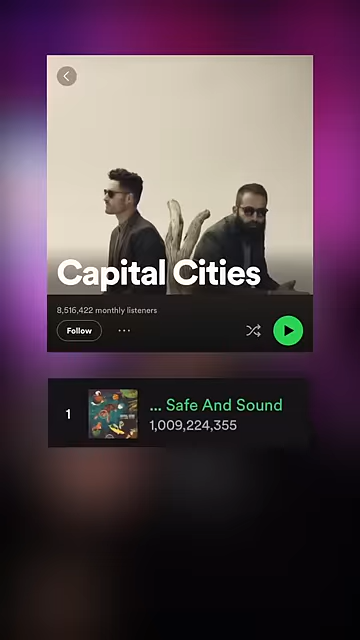 Capital Cities
8,516,422 monthly listeners
Follow
1
... Safe And Sound
1,009,224,355